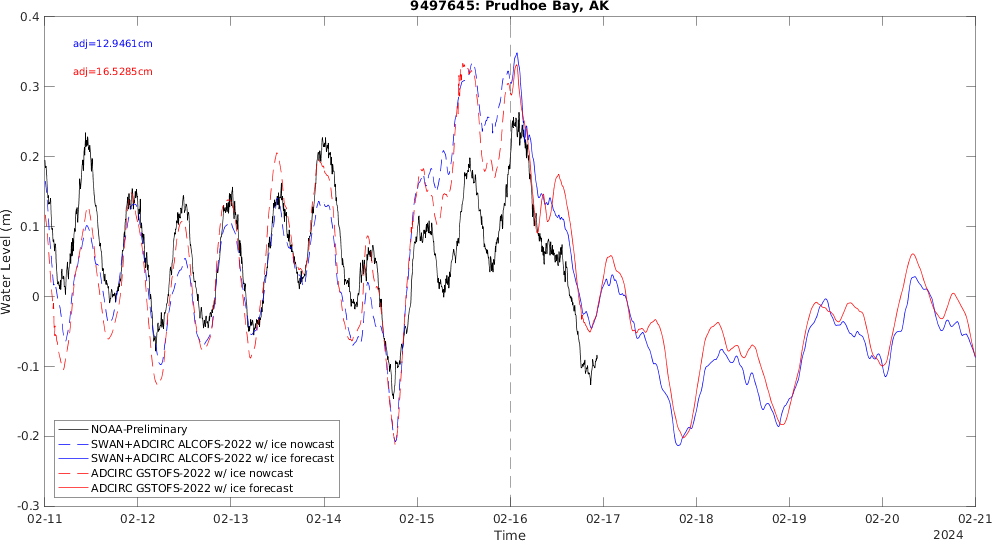 9497645: Prudhoe Bay, AK
adj=12.9461cm
adj=16.5285cm
0.4
0.3
0.2
0.1
0
-0.1
-0.2
-0.3
Water Level (m)
NOAA-Preliminary
SWAN+ADCIRC ALCOFS-2022 w/ ice nowcast
SWAN+ADCIRC ALCOFS-2022 w/ ice forecast
ADCIRC GSTOFS-2022 w/ ice nowcast
ADCIRC GSTOFS-2022 w/ ice forecast
02-11 02-12 02-13 02-14 02-15 02-16 02-17 02-18 02-19 02-20 02-21
Time
2024